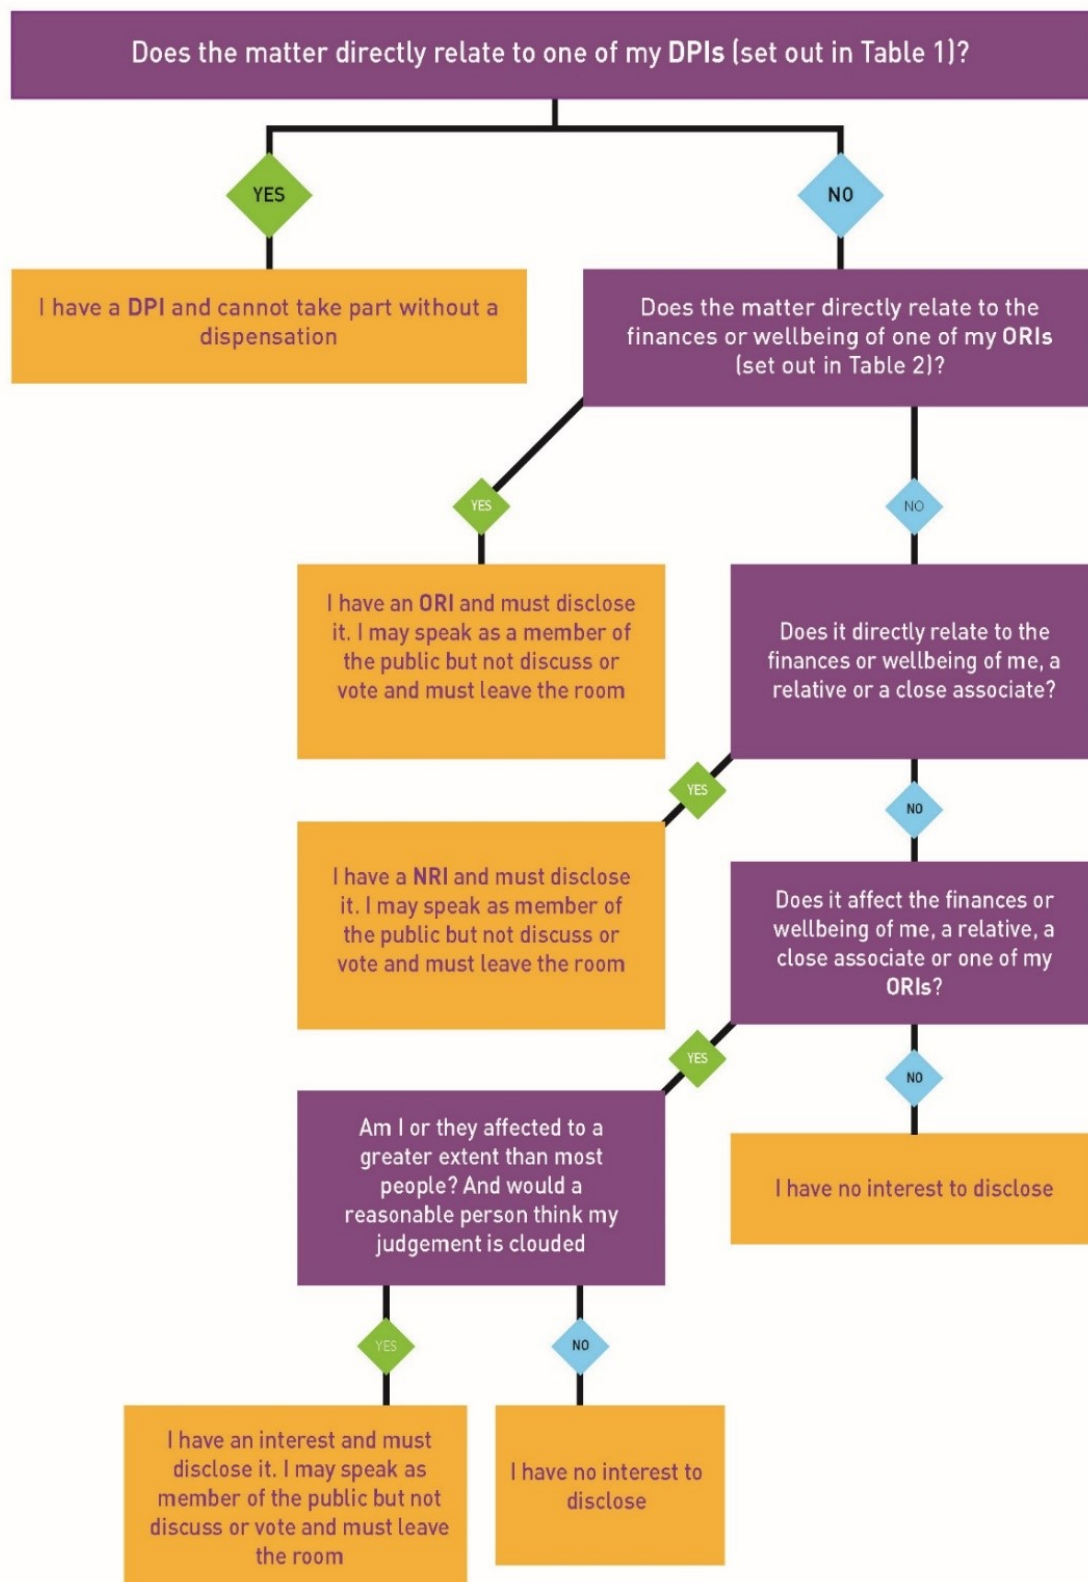 Does the matter directly relate to one of my DPIs (set out in Table 1)?
YES
NO
I have a DPI and cannot take part without a
dispensation
Does the matter directly relate to the
finances or wellbeing of one of my ORIs
(set out in Table 2)?
YES
NO
I have an ORI and must disclose
it. I may speak as a member of
the public but not discuss or
vote and must leave the room
Does it directly relate to the
finances or wellbeing of me, a
relative or a close associate?
YES
NO
I have a NRI and must disclose
it. I may speak as member of
the public but not discuss or
vote and must leave the room
Does it affect the finances or
wellbeing of me, a relative, a
close associate or one of my
ORIs?
YES
NO
Am I or they affected to a
greater extent than most
people? And would a
reasonable person think my
judgement is clouded
I have no interest to disclose
YES
NO
I have an interest and must
disclose it. I may speak as
member of the public but not
discuss or vote and must leave
the room
I have no interest to
disclose